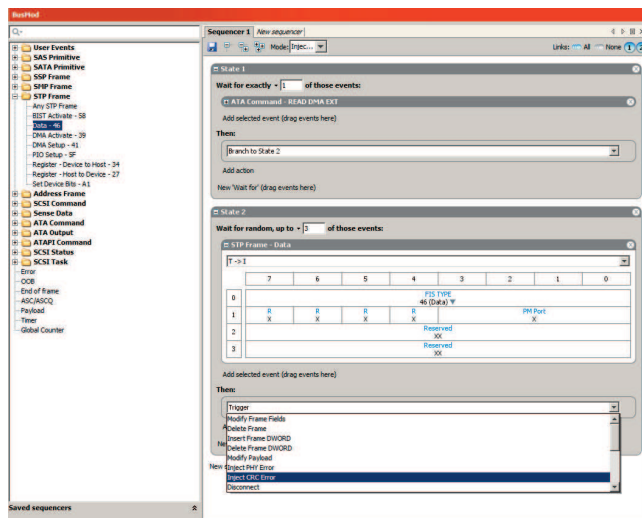 BusMod
Q-
User Events
SAS Primitive
SATA Primitive
SSP Frame
SMP Frame
STP Frame
Any STP Frame
BIST Activate - 58
Data - 46
DMA Activate - 39
DMA Setup - 41
PIO Setup - 5F
Register - Device to Host - 34
Register - Host to Device - 27
Set Device Bits - A1
Address Frame
SCSI Command
Sense Data
ATA Command
ATA Output
ATAPI Command
SCSI Status
SCSI Task
Error
OOB
End of frame
ASC/ASCQ
Payload
Timer
Global Counter
Saved sequencers
Sequencer 1 New sequencer
Mode: Injec... Links: All None 1
State 1
Wait for exactly 1 of those events:
ATA Command - READ DMA EXT
Add selected event (drag events here)
Then:
Branch to State 2
Add action
New 'Wait for' (drag events here)
State 2
Wait for random, up to 3 of those events:
STP Frame - Data
T -> I
7 6 5 4 3 2 1 0
FIS TYPE
0 46 (Data)
R R R R PM Port
1 X X X X X
Reserved
2 XX
Reserved
3 XX
Add selected event (drag events here)
Then:
Trigger
Modify Frame Fields
Delete Frame
Insert Frame DWORD
Delete Frame DWORD
Modify Payload
Inject PHY Error
Inject CRC Error
Disconnect